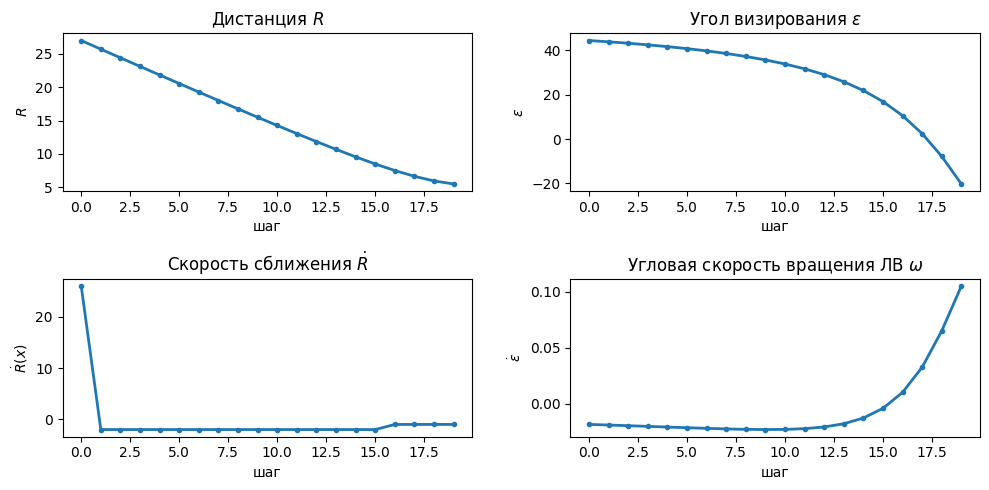 Дистанция R
25
20
15
10
5
R
0.0 2.5 5.0 7.5 10.0 12.5 15.0 17.5
шаг
Угол визирования ε
40
20
0
−20
ε
0.0 2.5 5.0 7.5 10.0 12.5 15.0 17.5
шаг
Скорость сближения Ṙ
20
10
0
Ṙ(x)
0.0 2.5 5.0 7.5 10.0 12.5 15.0 17.5
шаг
Угловая скорость вращения ЛВ ω
0.10
0.05
0.00
ε̇
0.0 2.5 5.0 7.5 10.0 12.5 15.0 17.5
шаг